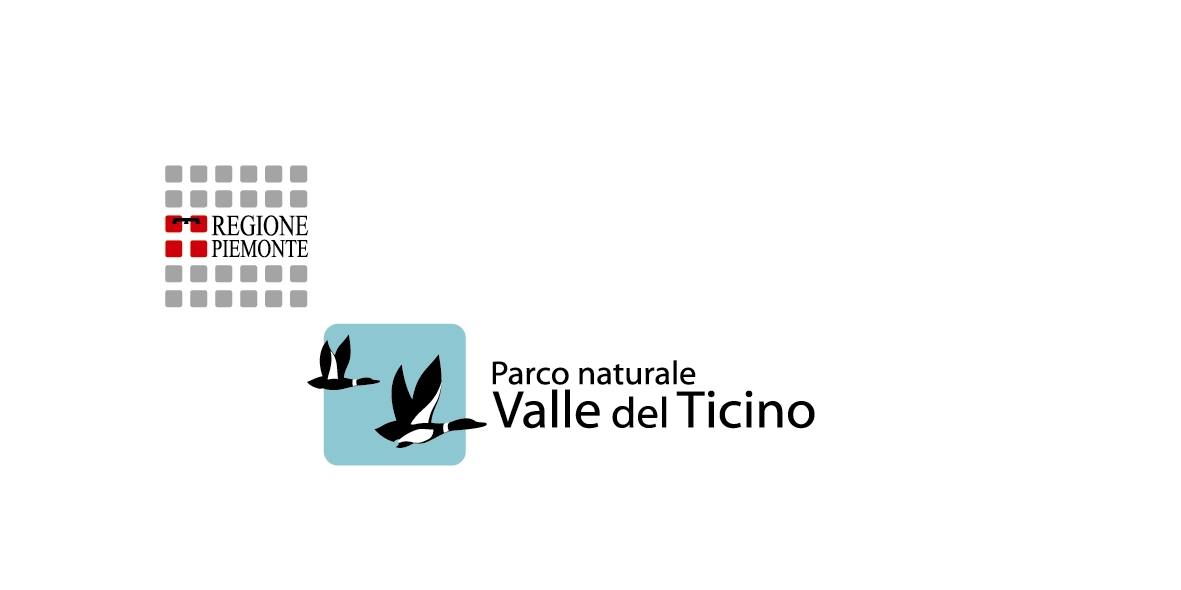 REGIONE
PIEMONTE
Parco naturale
Valle del Ticino